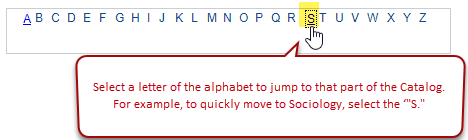 A B C D E F G H I J K L M N O P Q R S T U V W X Y Z
Select a letter of the alphabet to jump to that part of the Catalog.
For example, to quickly move to Sociology, select the “"S."